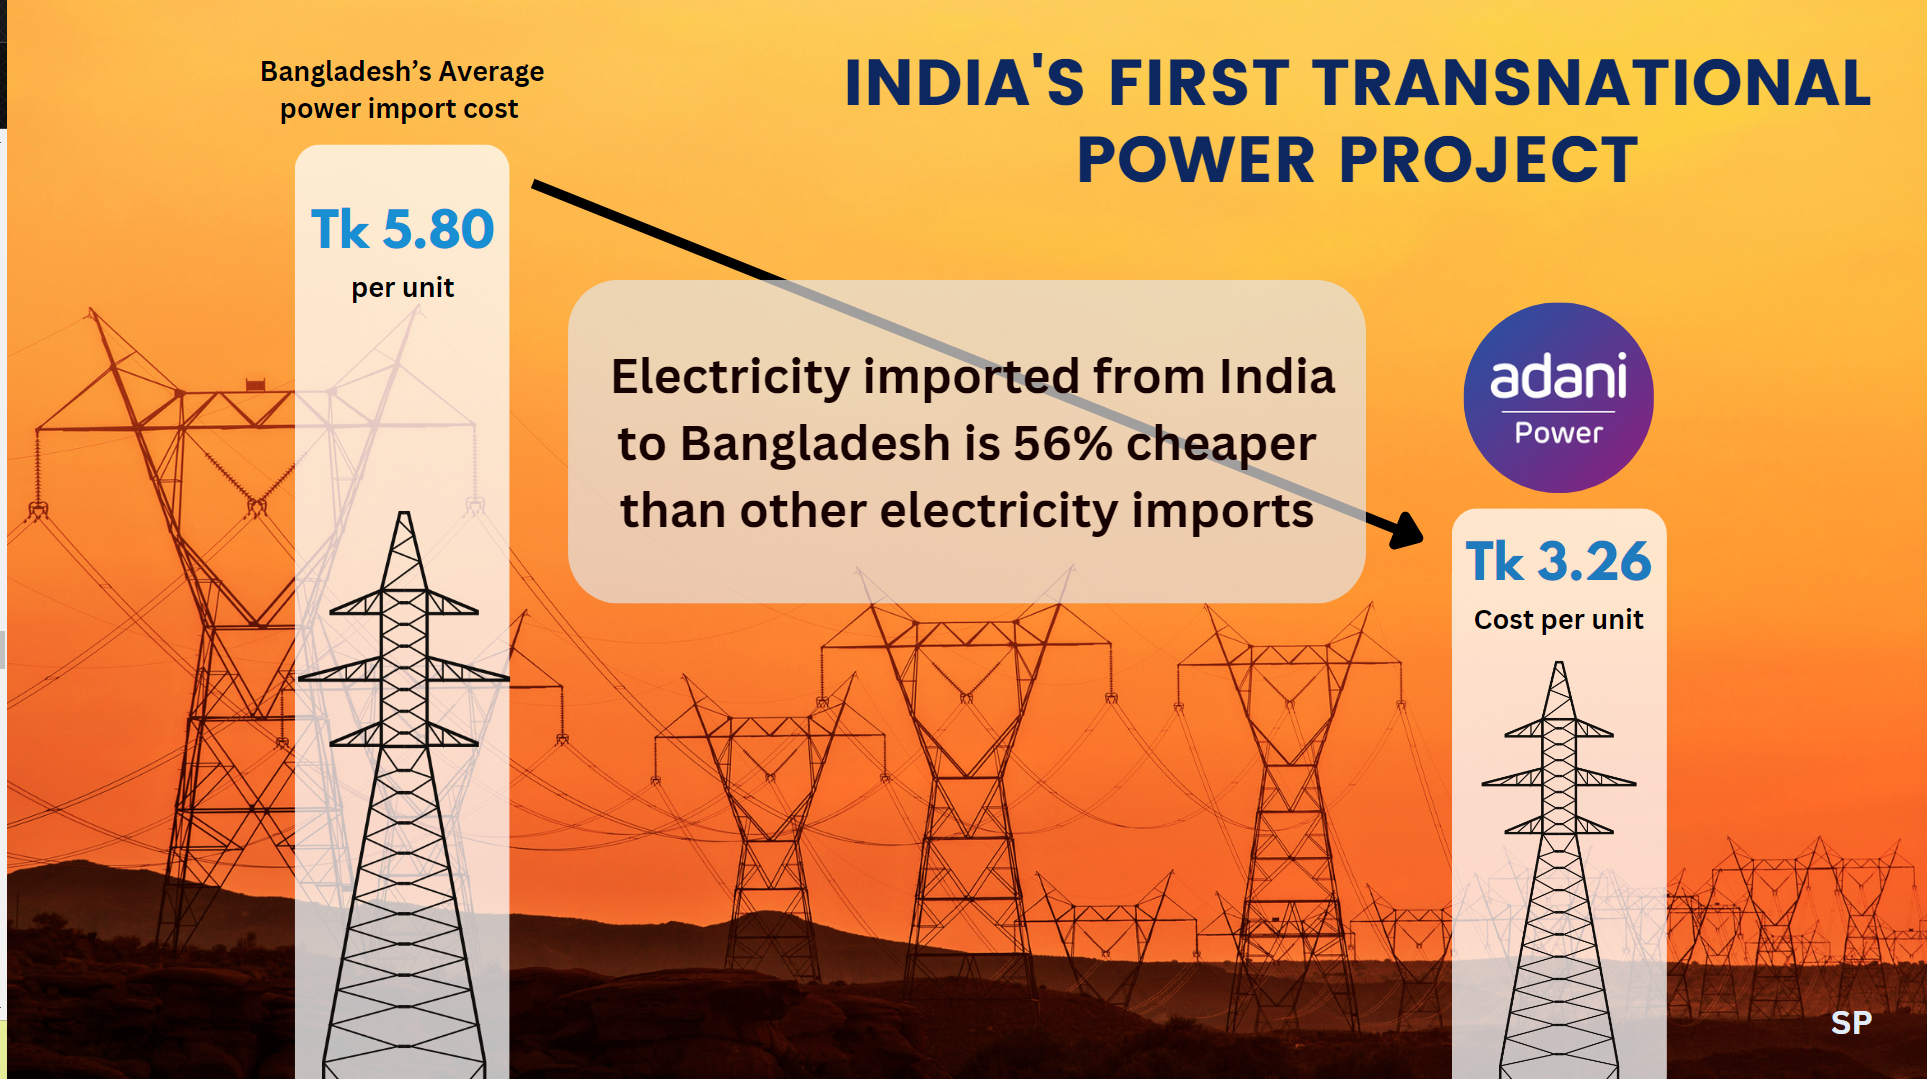 Bangladesh’s Average
power import cost
Tk 5.80
per unit
INDIA'S FIRST TRANSNATIONAL
POWER PROJECT
Electricity imported from India
to Bangladesh is 56% cheaper
than other electricity imports
adani
Power
Tk 3.26
Cost per unit
SP